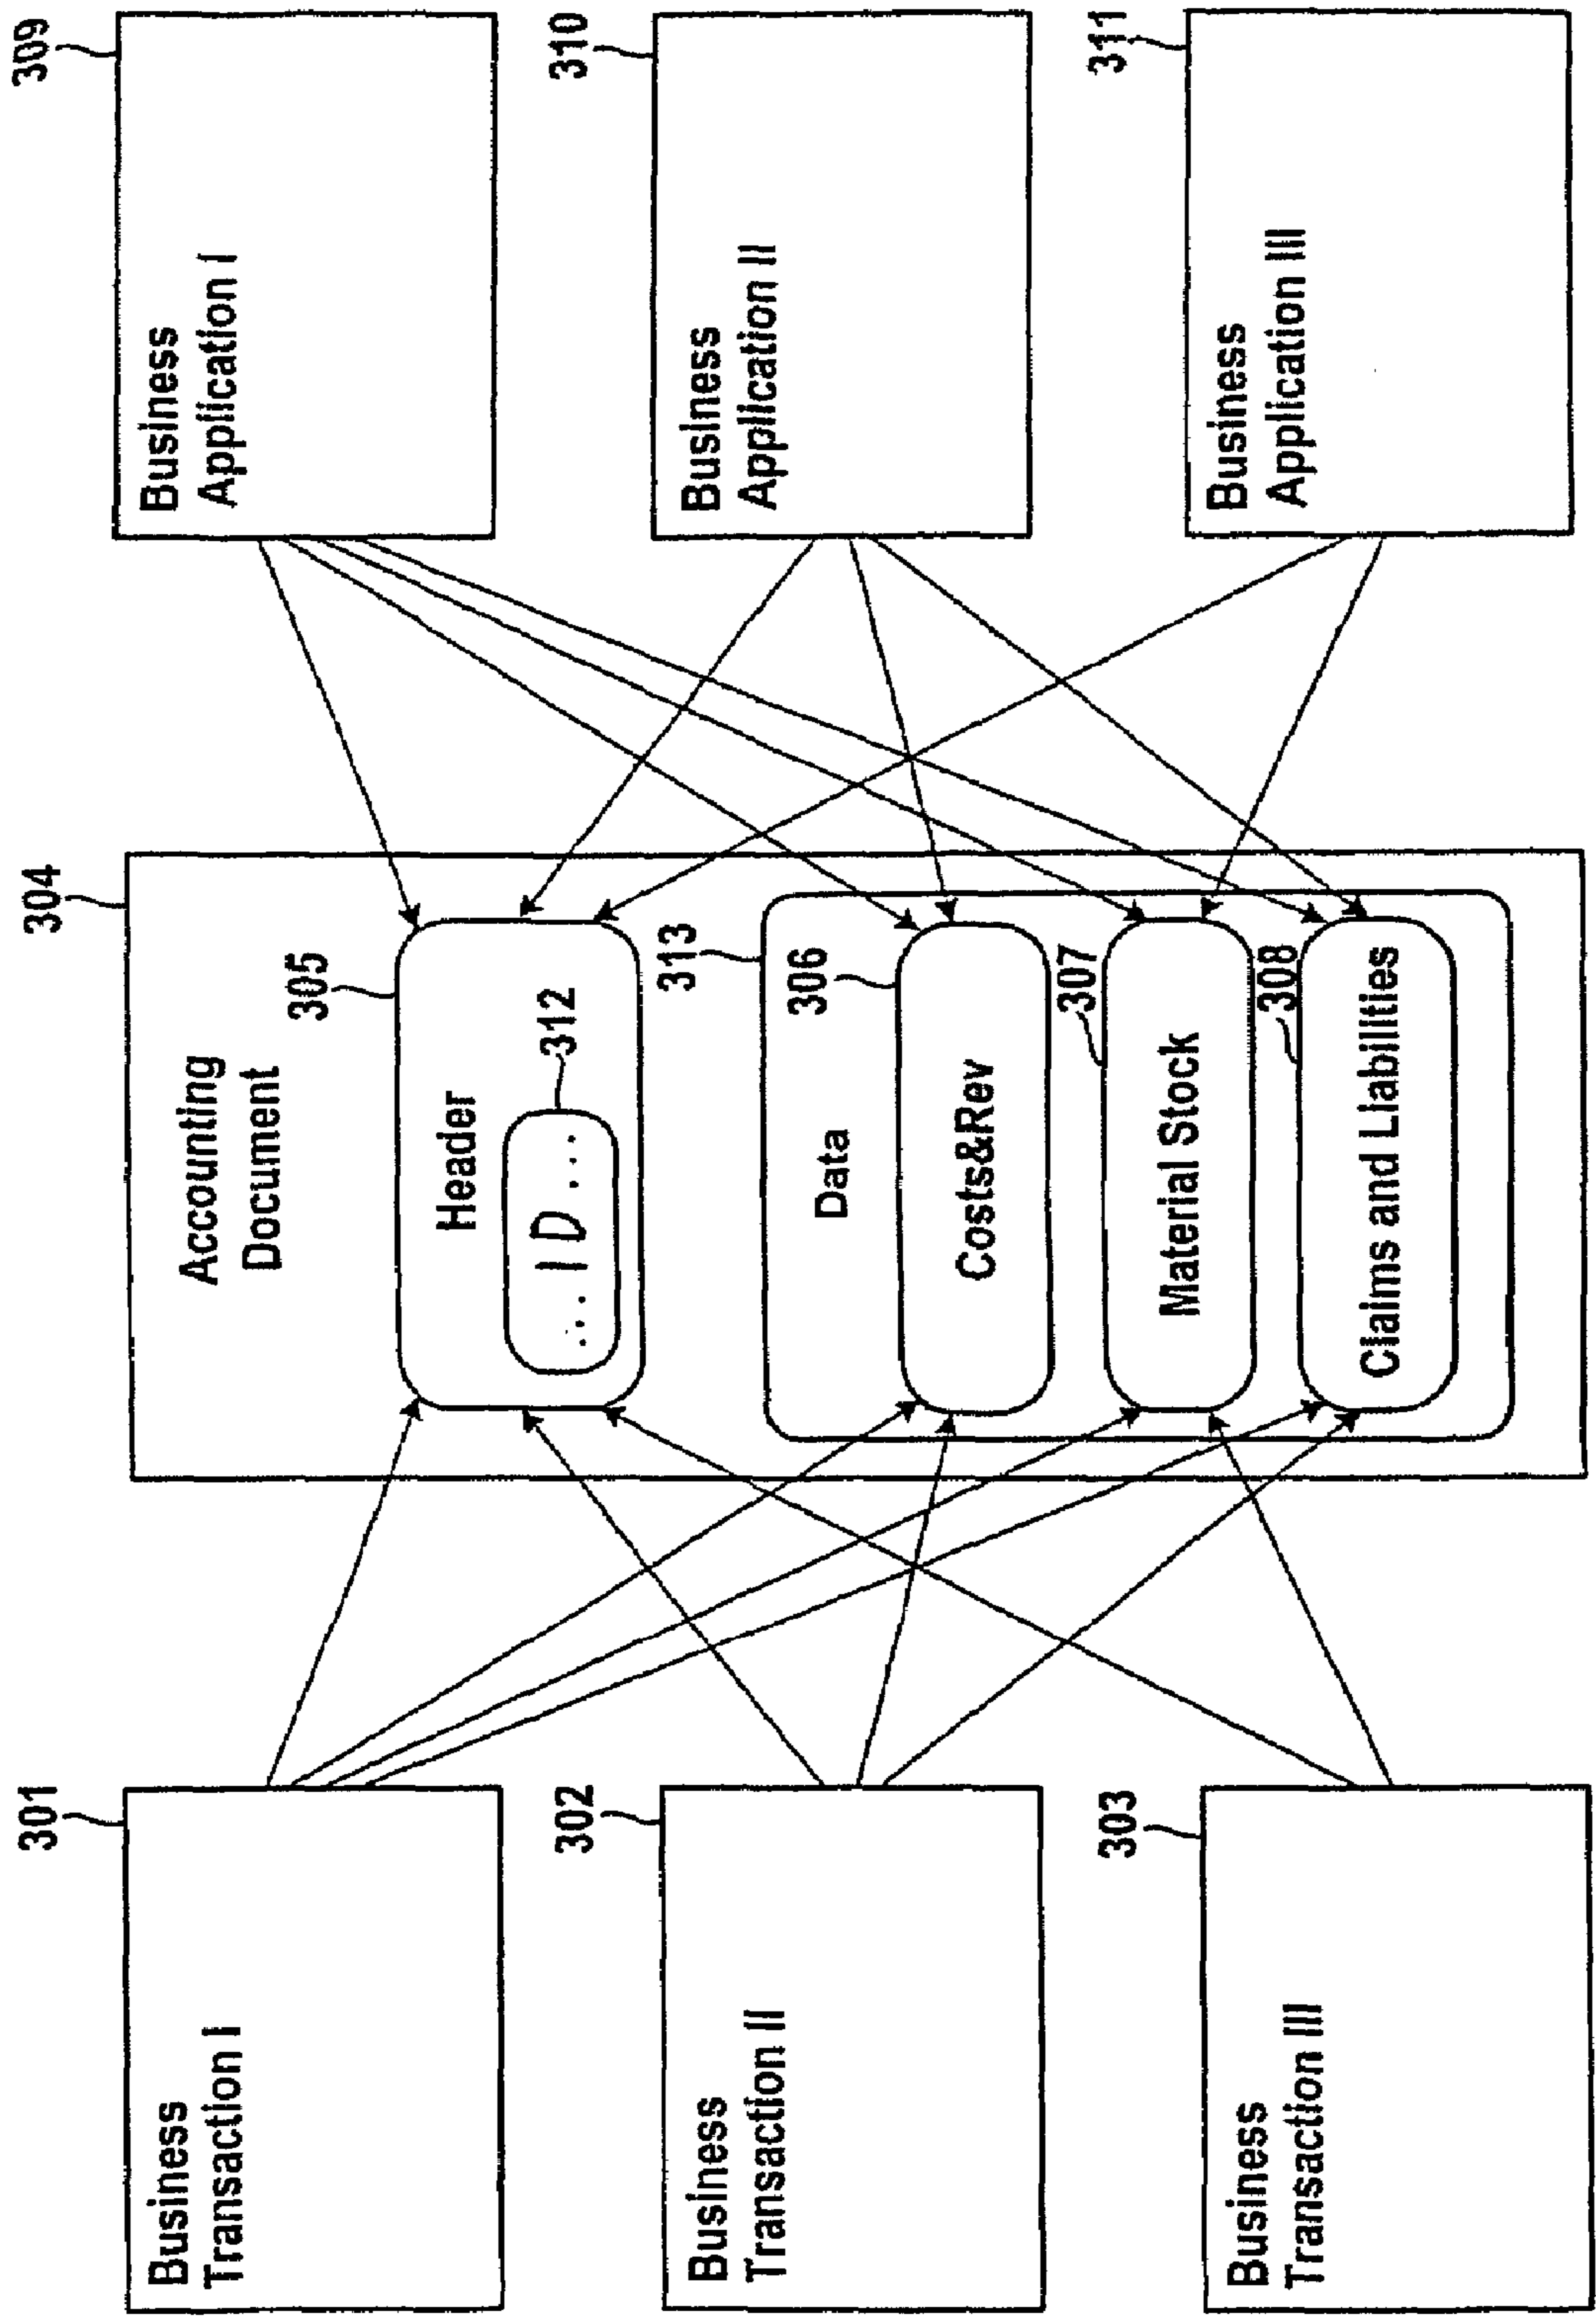 301
Business
Transaction I
302
Business
Transaction II
303
Business
Transaction III
304
Accounting
Document
305
Header
312
... ID ...
313
Data
306
Costs&Rev
307
Material Stock
308
Claims and Liabilities
309
Business
Application I
310
Business
Application II
311
Business
Application III